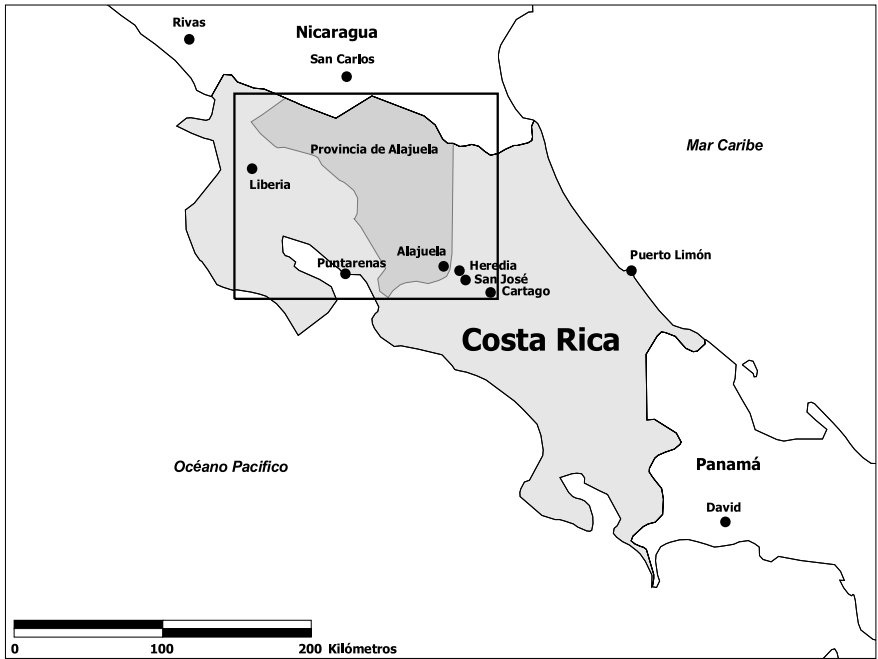 Rivas
Nicaragua
San Carlos
Provincia de Alajuela
Mar Caribe
Liberia
Alajuela
Puntarenas
Heredia
San José
Cartago
Puerto Limón
Costa Rica
Océano Pacifico
Panamá
David
0 100 200 Kilómetros